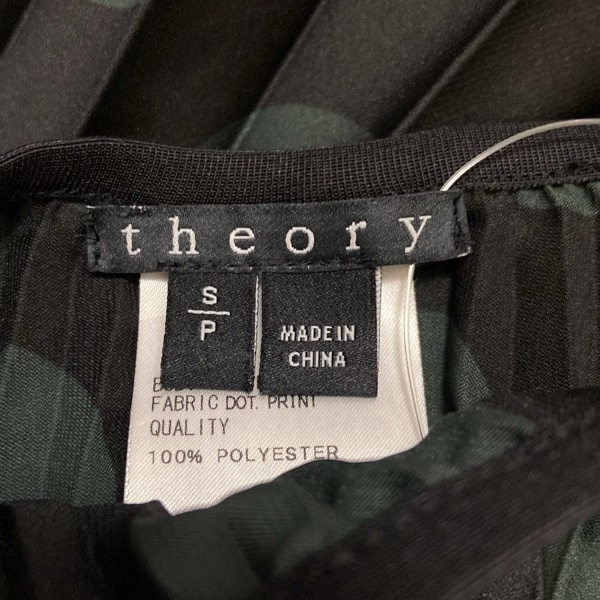 theory
S
P
MADE IN
CHINA
FABRIC DOT. PRINT
QUALITY
100% POLYESTER